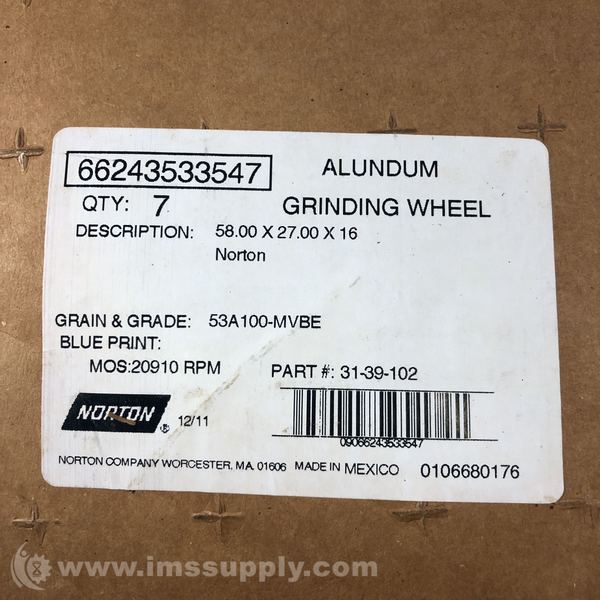 66243533547 ALUNDUM
QTY: 7 GRINDING WHEEL
DESCRIPTION: 58.00 X 27.00 X 16
Norton
GRAIN & GRADE: 53A100-MVBE
BLUE PRINT:
MOS:20910 RPM PART #: 31-39-102
NORTON ® 12/11
09066243533547
NORTON COMPANY WORCESTER, MA. 01606 MADE IN MEXICO 0106680176
www.imssupply.com